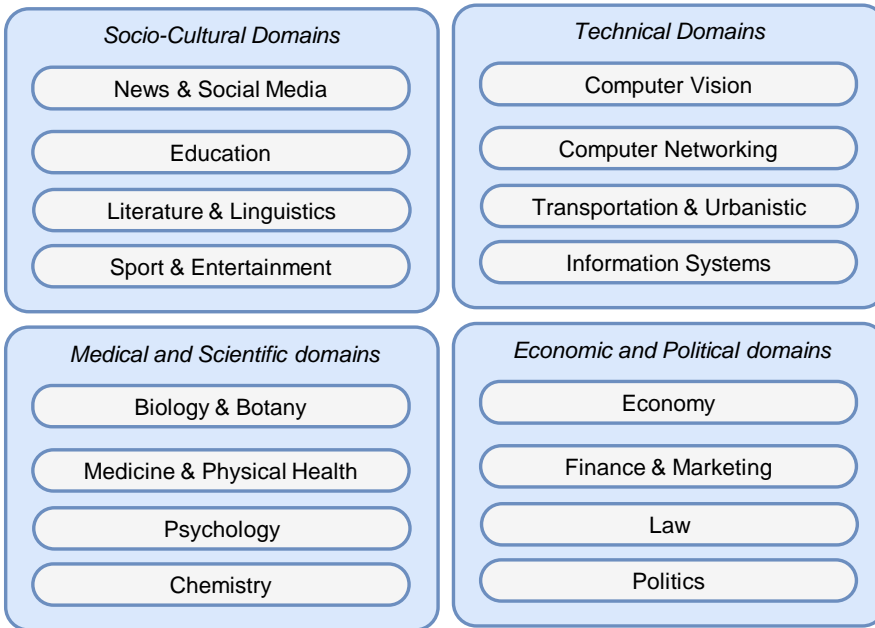 Socio-Cultural Domains
News & Social Media
Education
Literature & Linguistics
Sport & Entertainment
Technical Domains
Computer Vision
Computer Networking
Transportation & Urbanistic
Information Systems
Medical and Scientific domains
Biology & Botany
Medicine & Physical Health
Psychology
Chemistry
Economic and Political domains
Economy
Finance & Marketing
Law
Politics